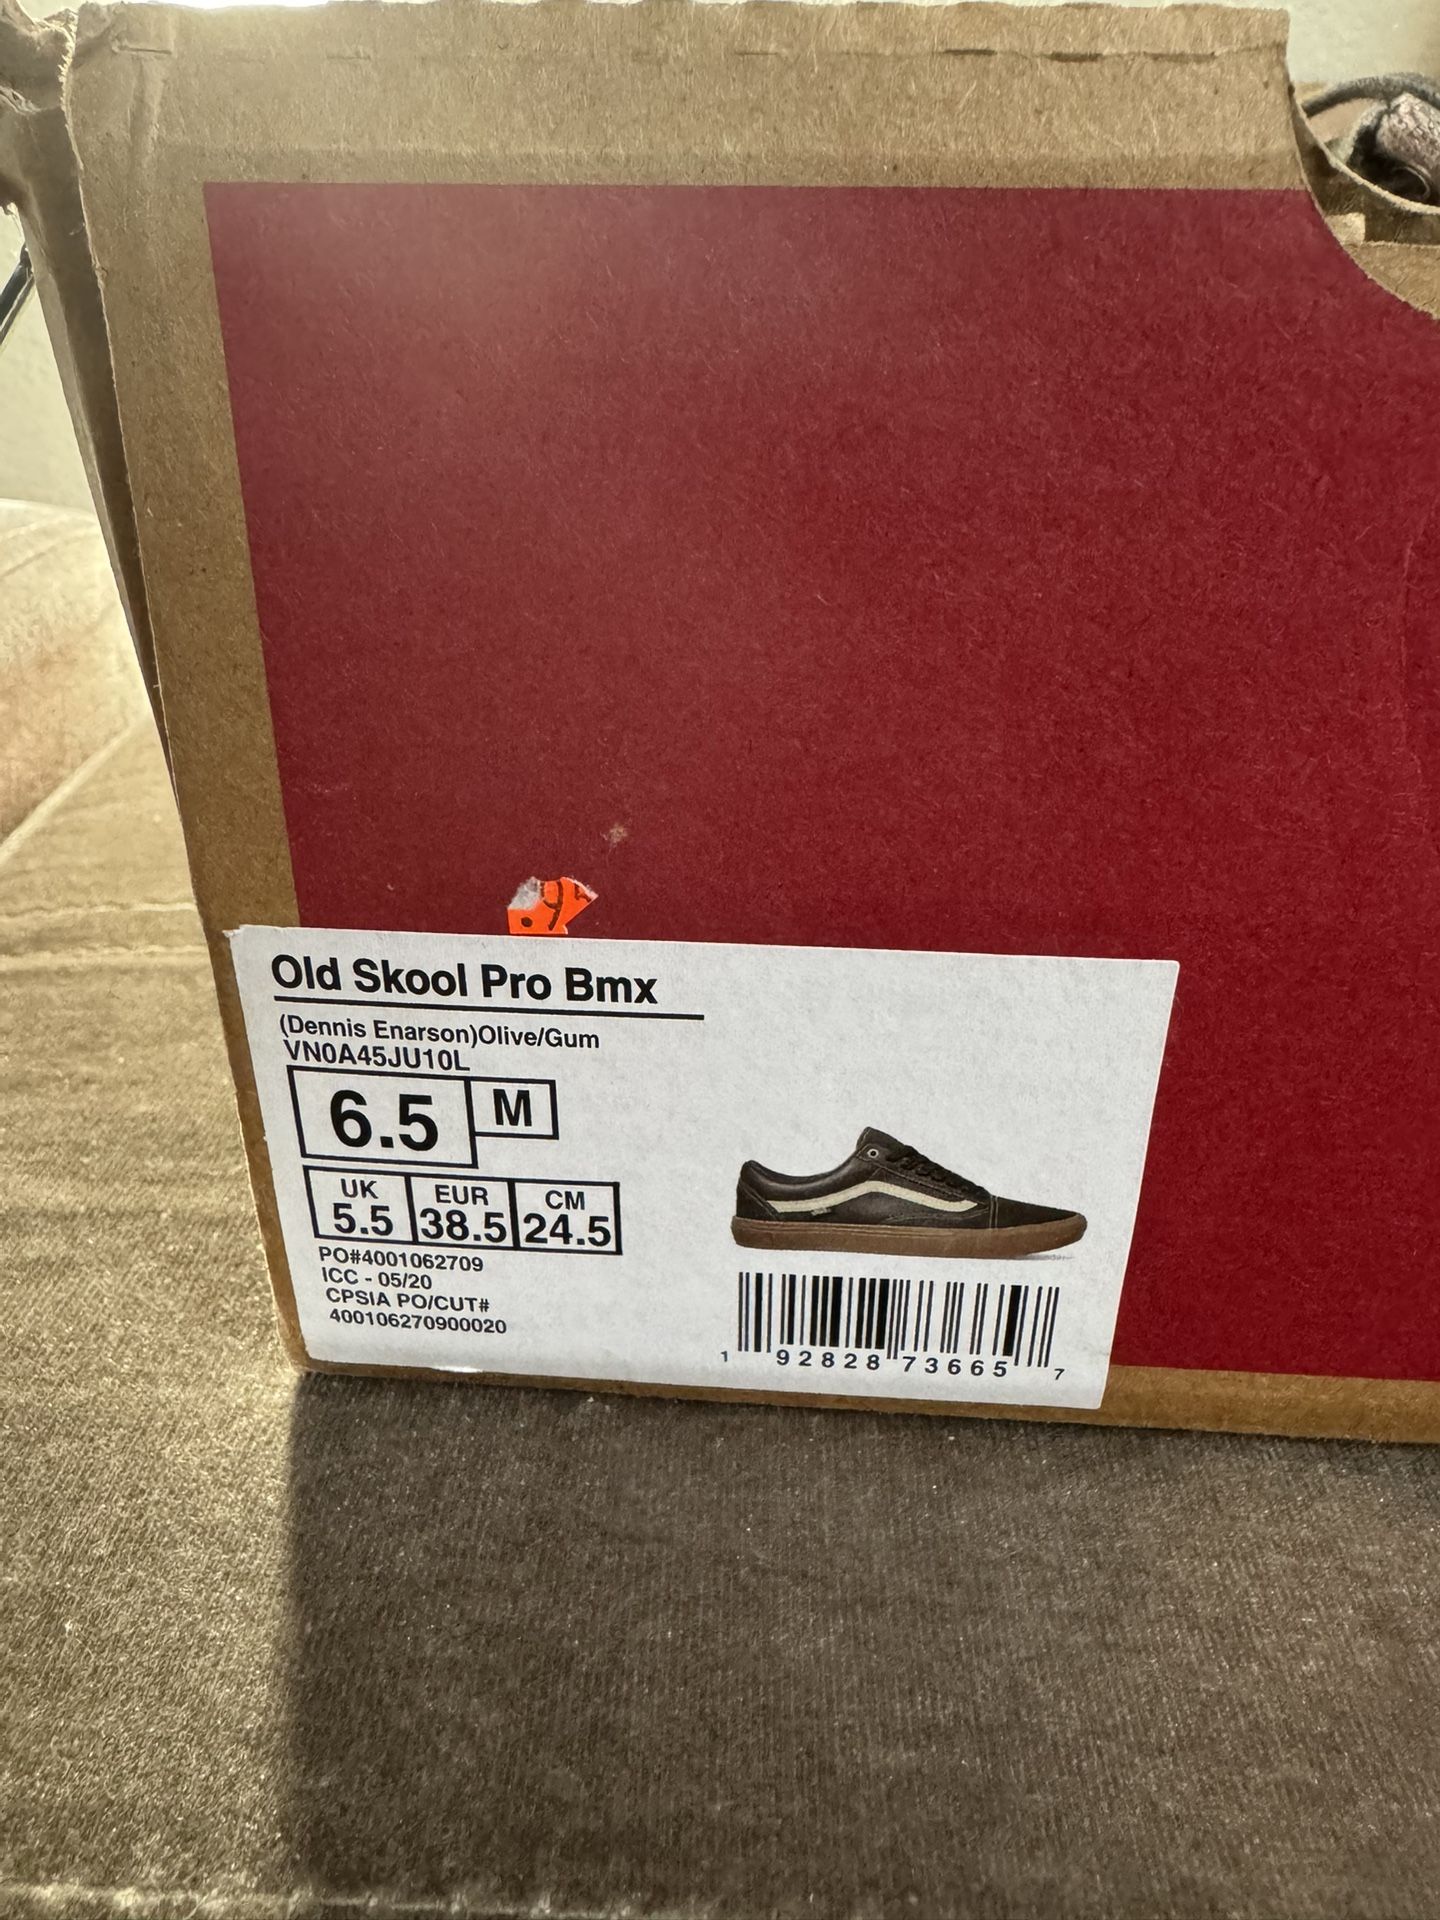 Old Skool Pro Bmx
(Dennis Enarson)Olive/Gum
VN0A45JU10L
6.5 M
UK EUR CM
5.5 38.5 24.5
PO#4001062709
ICC - 05/20
CPSIA PO/CUT#
400106270900020
1 92828 73665 7